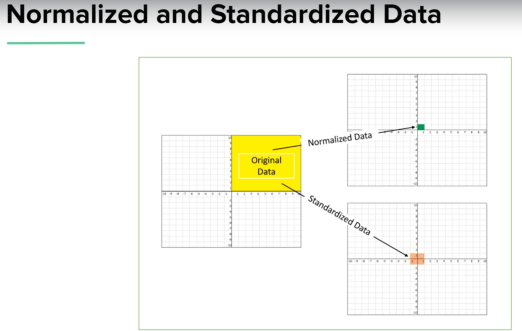 Normalized and Standardized Data
Normalized Data
Original
Data
Standardized Data